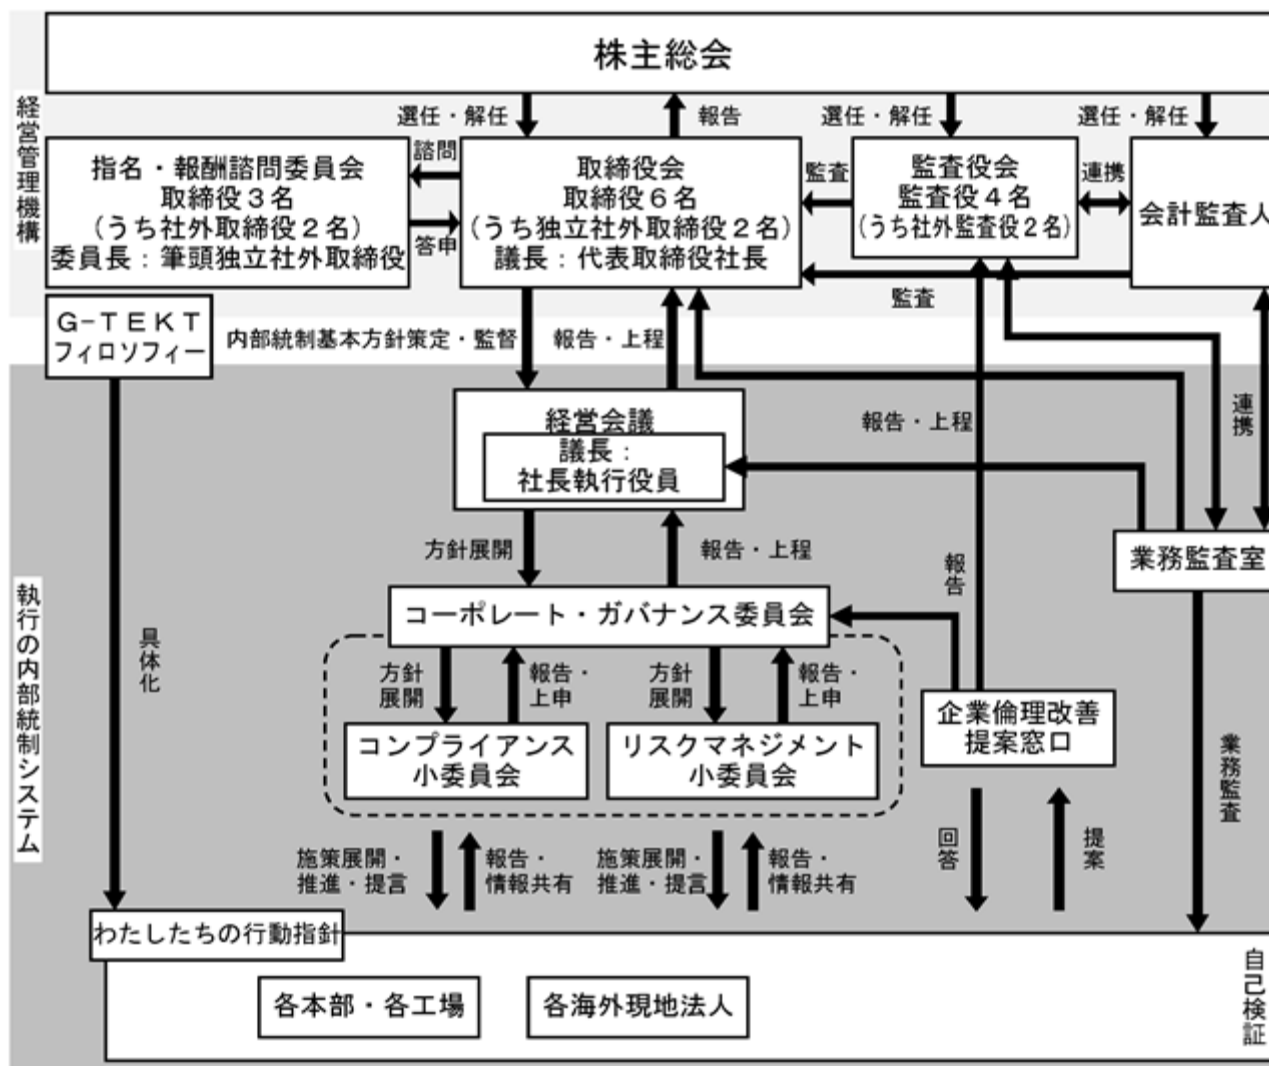 株主総会
経営管理機構
選任・解任
報告
選任・解任
選任・解任
指名・報酬諮問委員会
取締役３名
（うち社外取締役２名）
委員長：筆頭独立社外取締役
諮問
答申
取締役会
取締役６名
（うち独立社外取締役２名）
議長：代表取締役社長
監査
監査役会
監査役４名
（うち社外監査役２名）
連携
会計監査人
監査
G-TEKT
フィロソフィー
内部統制基本方針策定・監督
報告・上程
経営会議
議長：
社長執行役員
報告・上程
連携
方針展開
報告・上程
報告
業務監査室
執行の内部統制システム
具体化
コーポレート・ガバナンス委員会
方針
展開
報告・
上申
方針
展開
報告・
上申
コンプライアンス
小委員会
リスクマネジメント
小委員会
企業倫理改善
提案窓口
業務監査
施策展開・
推進・提言
報告・
情報共有
施策展開・
推進・提言
報告・
情報共有
回答
提案
わたしたちの行動指針
各本部・各工場
各海外現地法人
自己検証